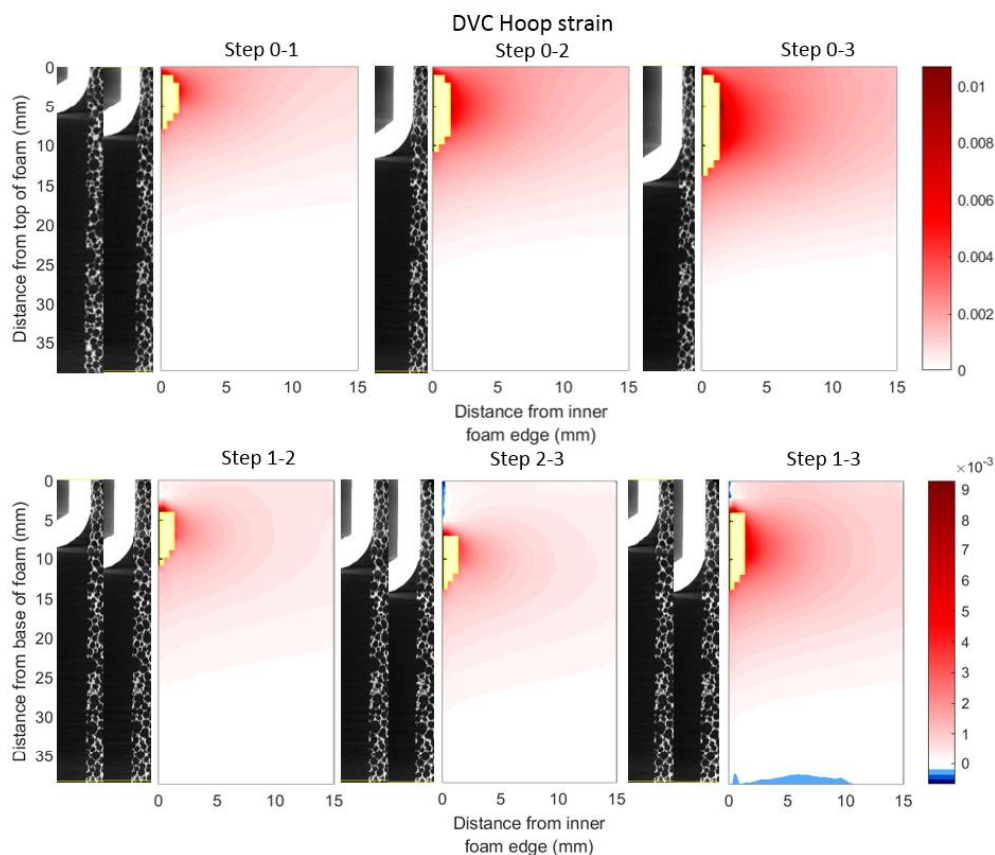 DVC Hoop strain
Step 0-1 Step 0-2 Step 0-3
Distance from top of foam (mm)
0
5
10
15
20
25
30
35
0 5 10 15
0 5 10 15
0 5 10 15
0.01
0.008
0.006
0.004
0.002
0
Distance from inner
foam edge (mm)
Step 1-2 Step 2-3 Step 1-3
Distance from base of foam (mm)
0
5
10
15
20
25
30
35
0 5 10 15
0 5 10 15
0 5 10 15
×10⁻³
9
8
7
6
5
4
3
2
1
0
Distance from inner
foam edge (mm)